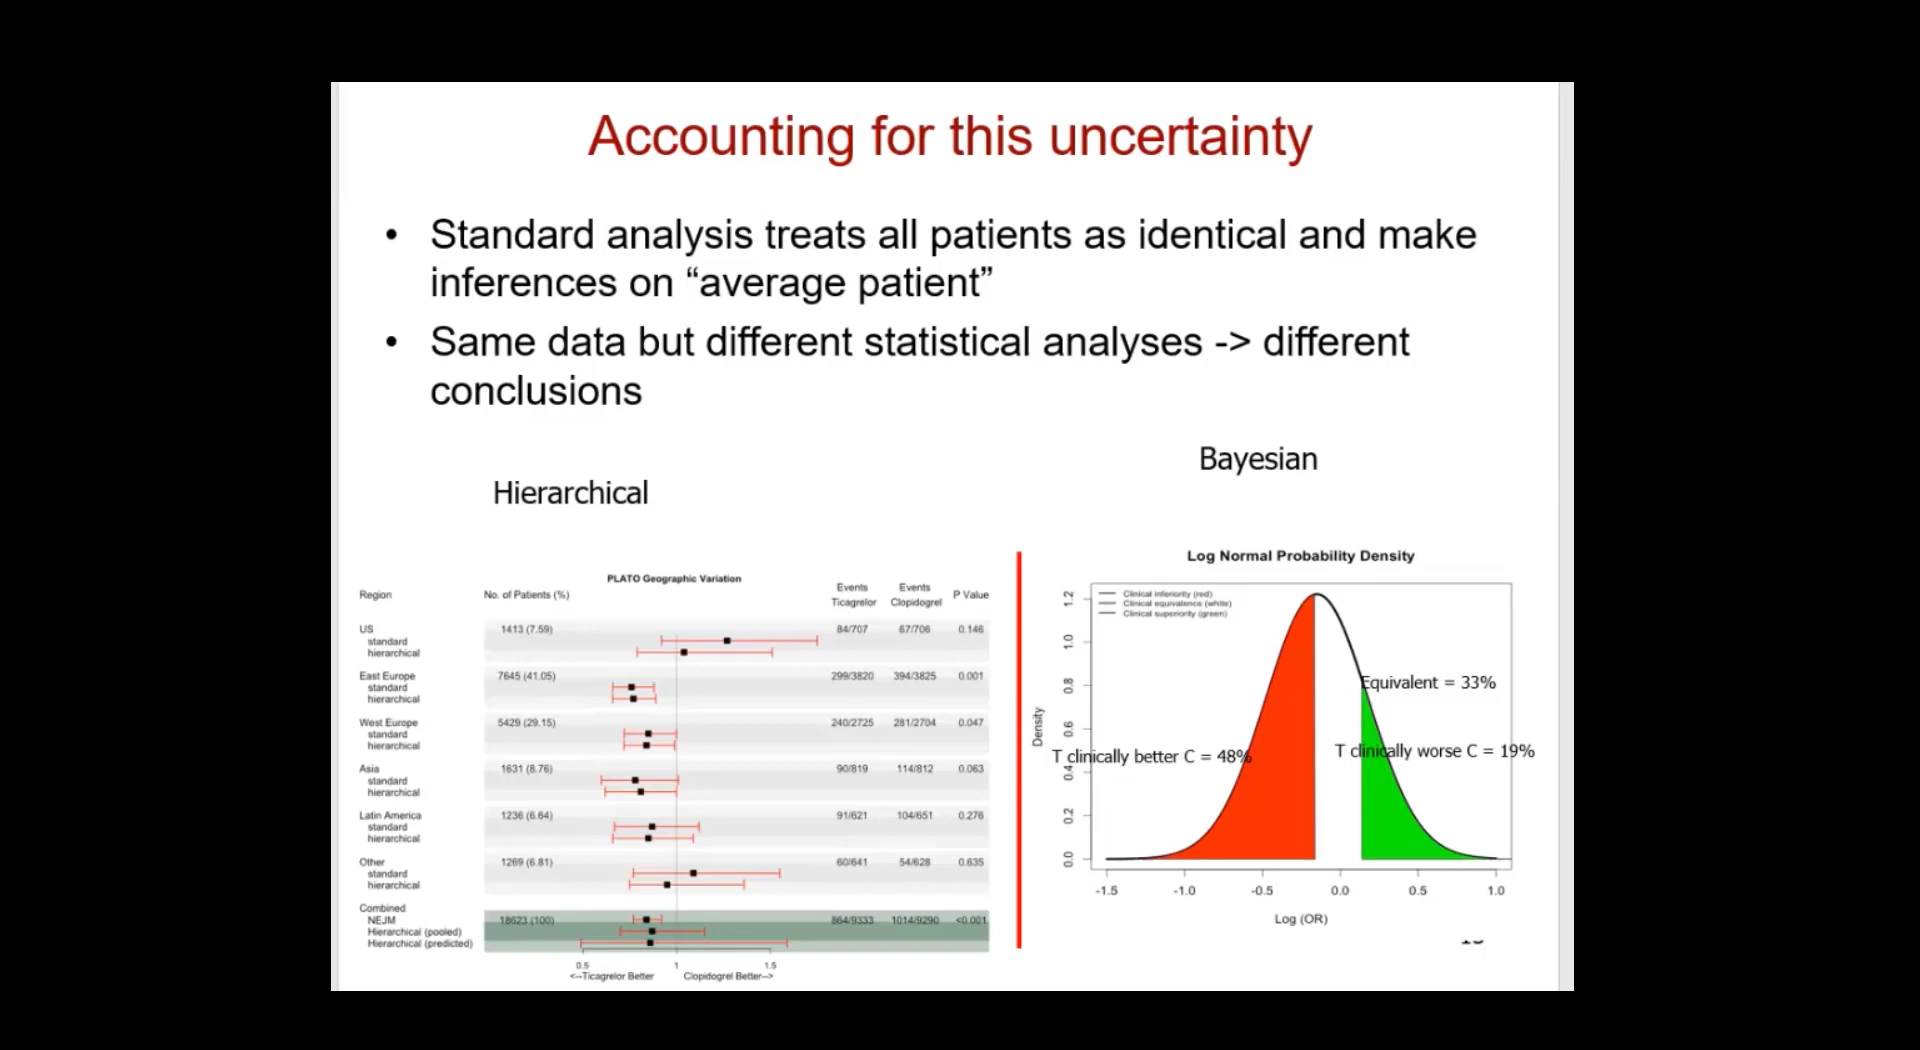 Accounting for this uncertainty
• Standard analysis treats all patients as identical and make
inferences on “average patient”
• Same data but different statistical analyses -> different
conclusions
Hierarchical
Bayesian
PLATO Geographic Variation
Region No. of Patients (%) Events Ticagrelor Events Clopidogrel P Value
US 1413 (7.59) 84/707 67/706 0.146
standard
hierarchical
East Europe 7645 (41.05) 299/3820 394/3825 0.001
standard
hierarchical
West Europe 5429 (29.15) 240/2725 281/2704 0.047
standard
hierarchical
Asia 1631 (8.76) 90/819 114/812 0.063
standard
hierarchical
Latin America 1236 (6.64) 91/621 104/651 0.276
standard
hierarchical
Other 1269 (6.81) 60/641 54/628 0.635
standard
hierarchical
Combined
NEJM 18623 (100) 864/9333 1014/9290 <0.001
Hierarchical (pooled)
Hierarchical (predicted)
0.5 1 1.5
<--Ticagrelor Better Clopidogrel Better-->
Log Normal Probability Density
Clinical inferiority (red)
Clinical equivalence (white)
Clinical superiority (green)
Equivalent = 33%
T clinically better C = 48%
T clinically worse C = 19%
Density
1.2
1.0
0.8
0.6
0.4
0.2
0.0
-1.5 -1.0 -0.5 0.0 0.5 1.0
Log (OR)